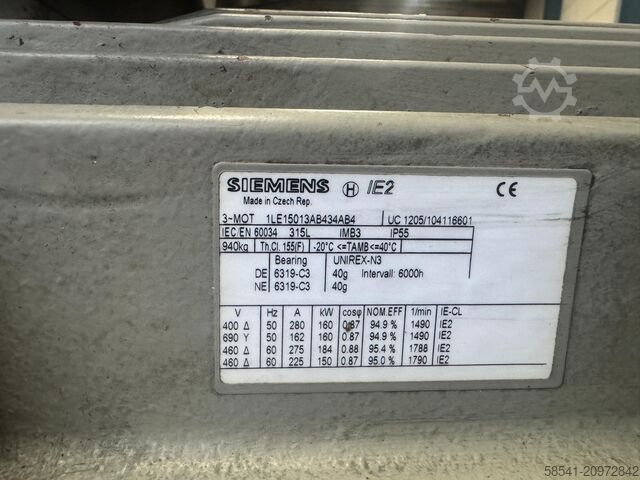 SIEMENS H IE2 CE
Made in Czech Rep.
3~MOT 1LE15013AB434AB4 UC 1205/104116601
IEC/EN 60034 315L IMB3 IP55
940kg Th.Cl. 155(F) -20°C <=TAMB<=40°C
Bearing UNIREX-N3
DE 6319-C3 40g Intervall: 6000h
NE 6319-C3 40g
V Hz A kW cosφ NOM.EFF 1/min IE-CL
400 Δ 50 280 160 0.87 94.9 % 1490 IE2
690 Y 50 162 160 0.87 94.9 % 1490 IE2
460 Δ 60 275 184 0.88 95.4 % 1788 IE2
460 Δ 60 225 150 0.87 95.0 % 1790 IE2
Machineseeker
58541-20972842